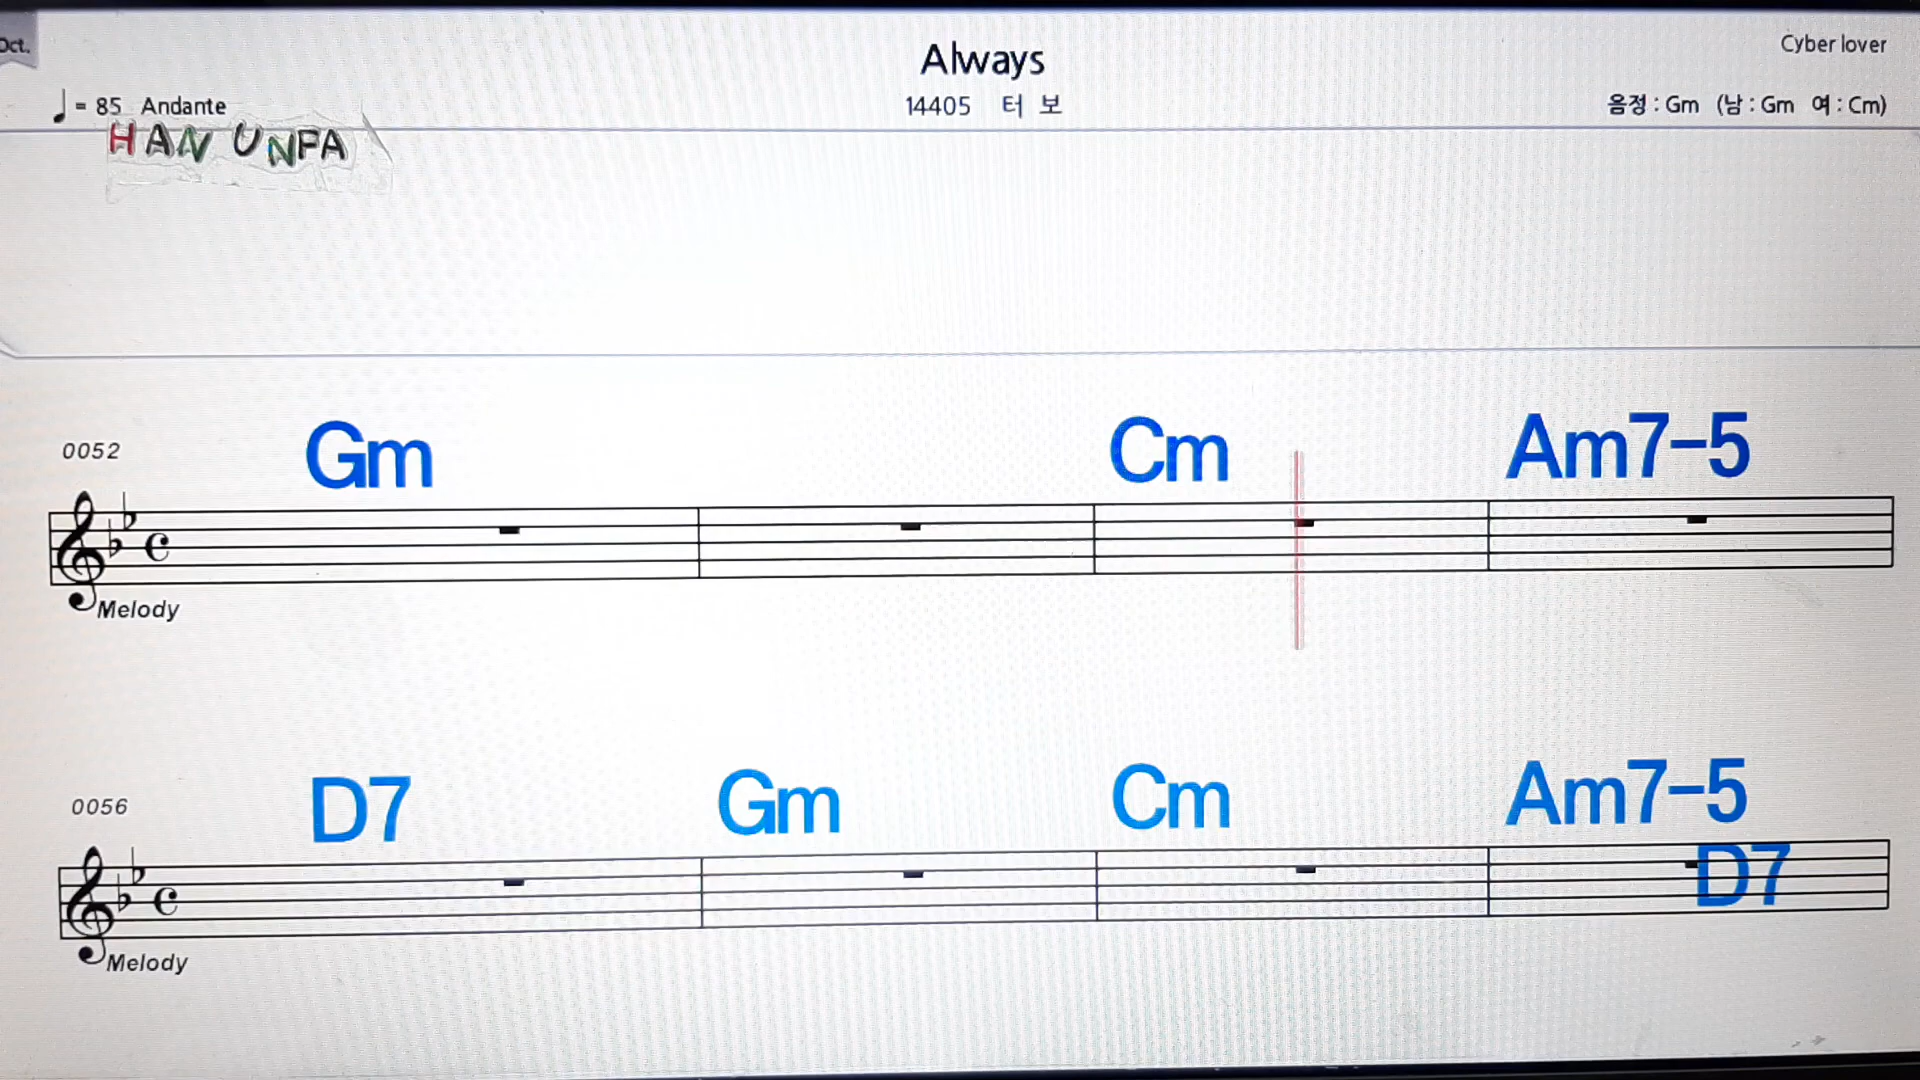 Oct.
Always
Cyber lover
= 85 Andante
14405 터 보
음정 : Gm (남 : Gm 여 : Cm)
HAN UNFA
0052
Gm
Cm
Am7-5
Melody
0056
D7
Gm
Cm
Am7-5
D7
Melody